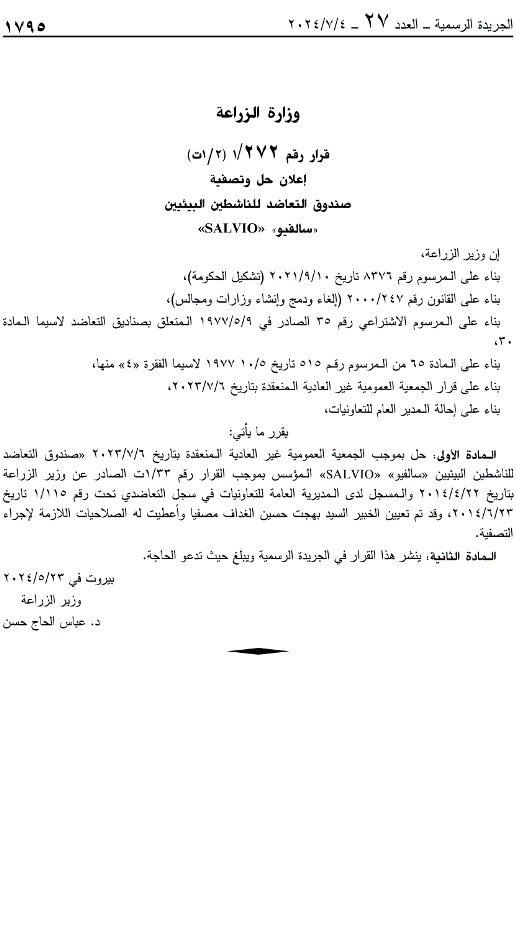 الجريدة الرسمية ــ العدد ٢٧ ــ ٢٠٢٤/٧/٤
١٧٩٥
وزارة الزراعة
قرار رقم ١/٢٧٢ (٢/١ت)
إعلان حل وتصفية
صندوق التعاضد للناشطين البيئيين
«سالفيو» «SALVIO»
إن وزير الزراعة،
بناء على المرسوم رقم ٨٣٧٦ تاريخ ٢٠٢١/٩/١٠ (تشكيل الحكومة)،
بناء على القانون رقم ٢٠٠٠/٢٤٧ (إلغاء ودمج وإنشاء وزارات ومجالس)،
بناء على المرسوم الاشتراعي رقم ٣٥ الصادر في ١٩٧٧/٥/٩ المتعلق بصناديق التعاضد لاسيما المادة
٣٠،
بناء على المادة ٦٥ من المرسوم رقم ٥١٥ تاريخ ١٠/٥ ١٩٧٧ لاسيما الفقرة «٤» منها،
بناء على قرار الجمعية العمومية غير العادية المنعقدة بتاريخ ٢٠٢٣/٧/٦،
بناء على إحالة المدير العام للتعاونيات،
يقرر ما يأتي:
المادة الأولى: حل بموجب الجمعية العمومية غير العادية المنعقدة بتاريخ ٢٠٢٣/٧/٦ «صندوق التعاضد
للناشطين البيئيين «سالفيو» «SALVIO» المؤسس بموجب القرار رقم ١/٣٣ت الصادر عن وزير الزراعة
بتاريخ ٢٠١٤/٤/٢٢ والمسجل لدى المديرية العامة للتعاونيات في سجل التعاضدي تحت رقم ١/١١٥ تاريخ
٢٠١٤/٦/٢٣، وقد تم تعيين الخبير السيد بهجت حسين الغداف مصفيا وأعطيت له الصلاحيات اللازمة لإجراء
التصفية.
المادة الثانية: ينشر هذا القرار في الجريدة الرسمية ويبلغ حيث تدعو الحاجة.
بيروت في ٢٠٢٤/٥/٢٣
وزير الزراعة
د. عباس الحاج حسن